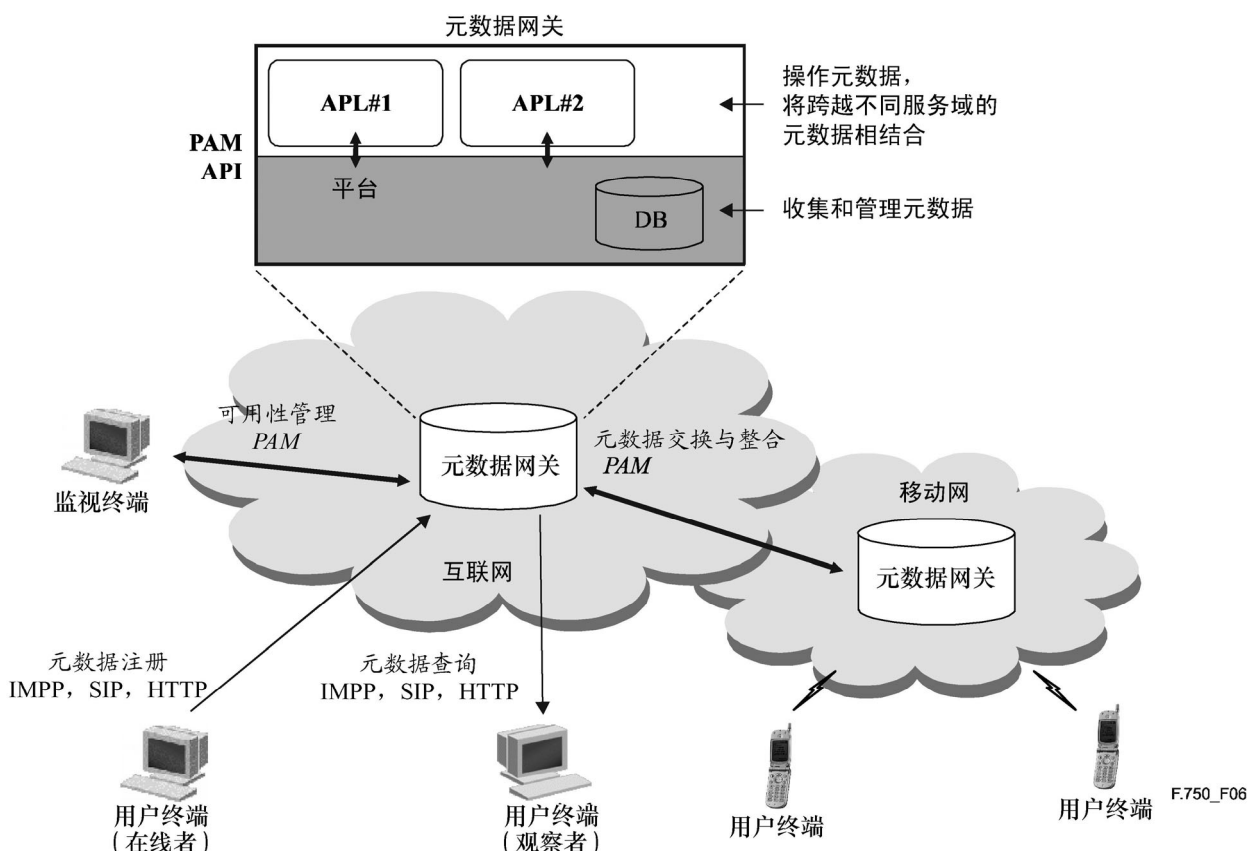 元数据网关
APL#1
APL#2
操作元数据，
将跨越不同服务域的
元数据相结合
PAM
API
平台
DB
收集和管理元数据
可用性管理
PAM
元数据网关
元数据交换与整合
PAM
监视终端
移动网
元数据网关
互联网
元数据注册
IMPP，SIP，HTTP
元数据查询
IMPP，SIP，HTTP
用户终端
（在线者）
用户终端
（观察者）
用户终端
用户终端
F.750_F06